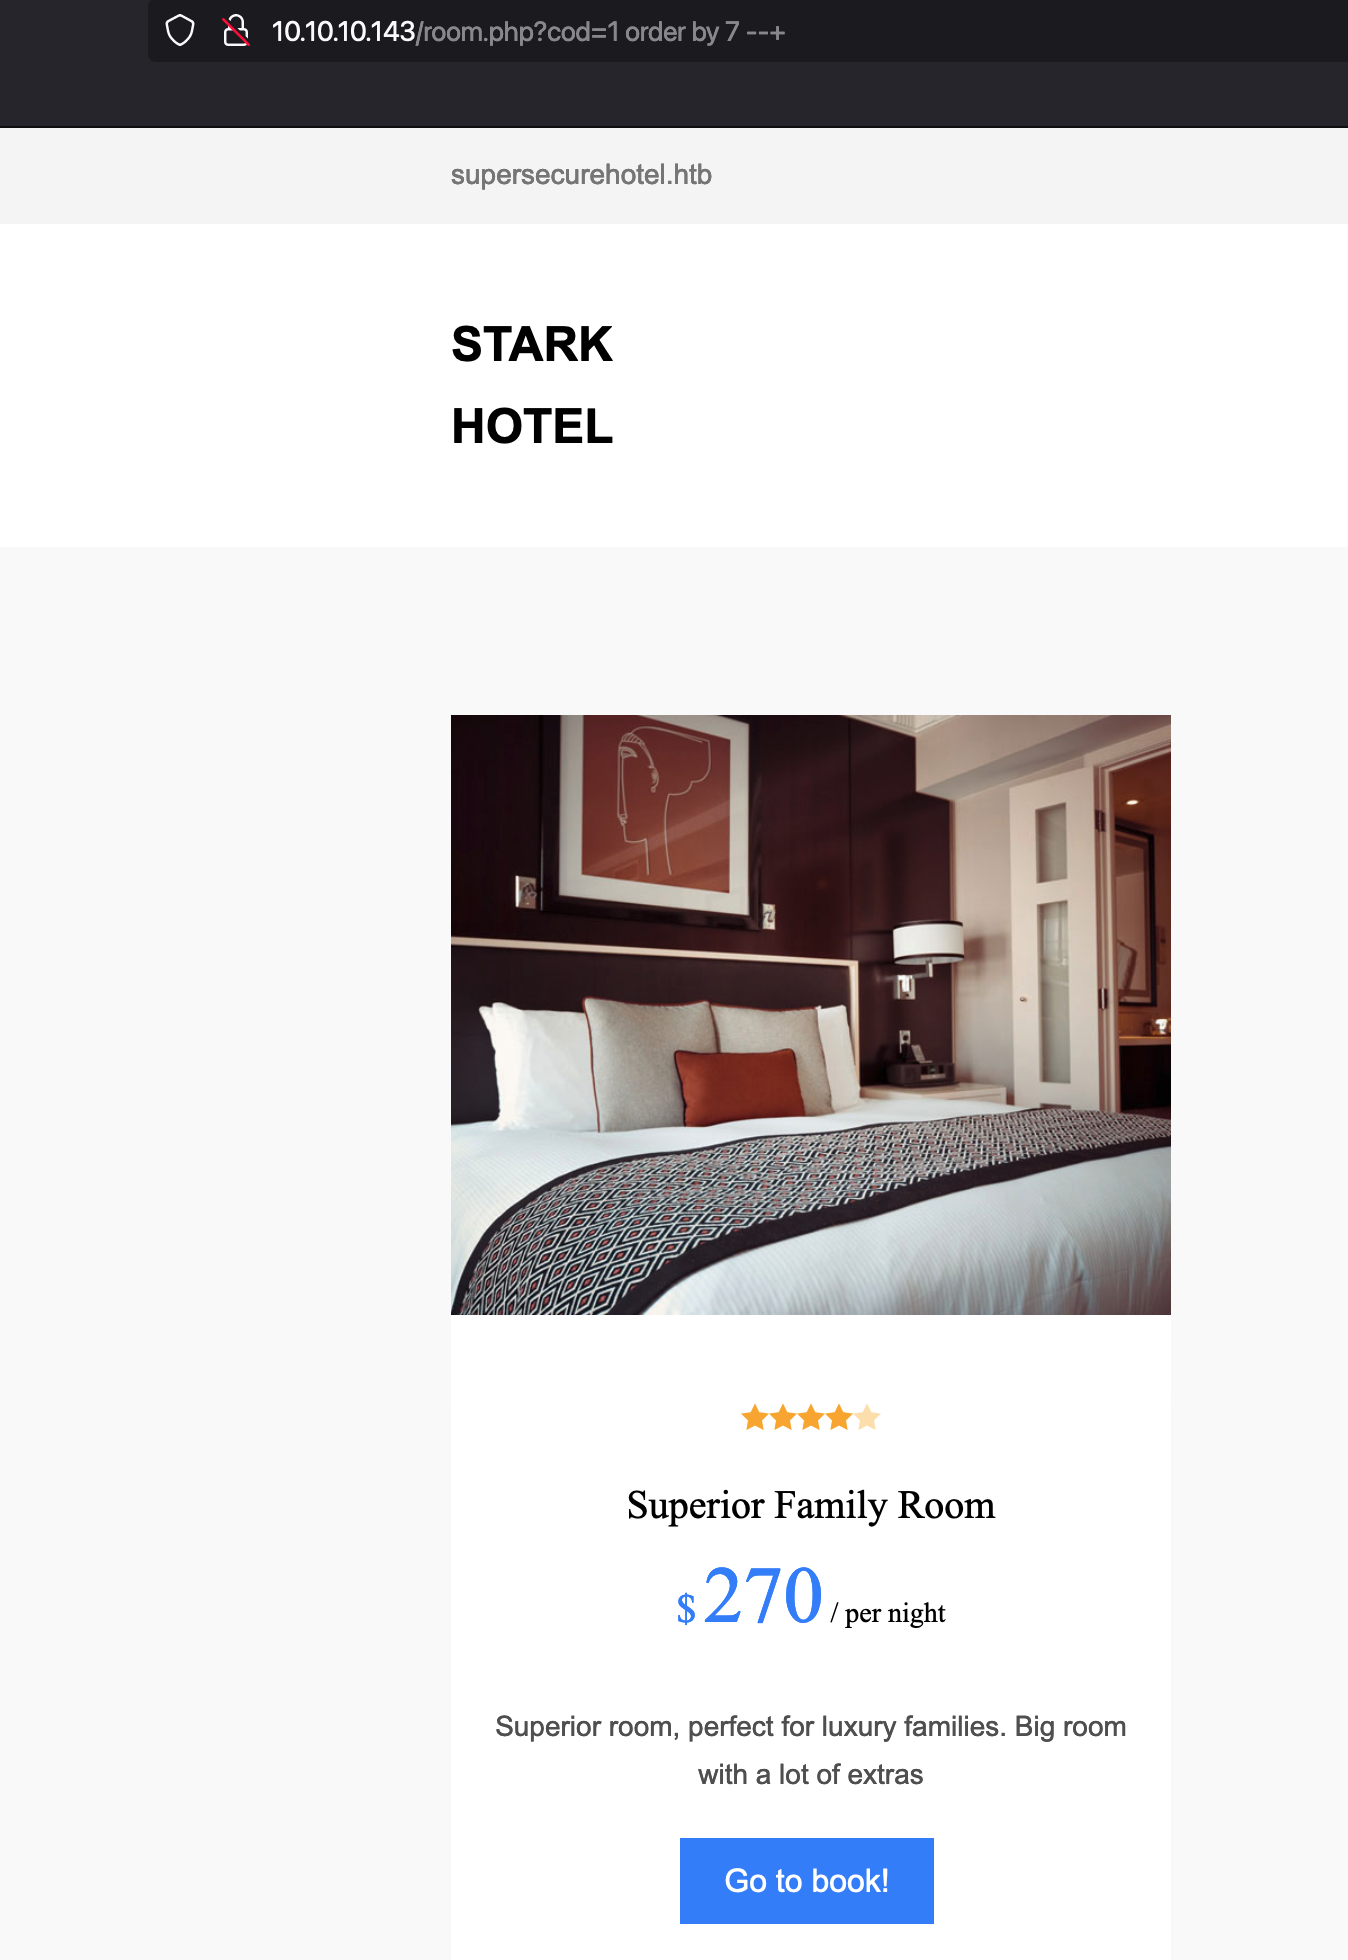 10.10.10.143/room.php?cod=1 order by 7 --+
supersecurehotel.htb
STARK
HOTEL
Superior Family Room
$ 270 / per night
Superior room, perfect for luxury families. Big room
with a lot of extras
Go to book!